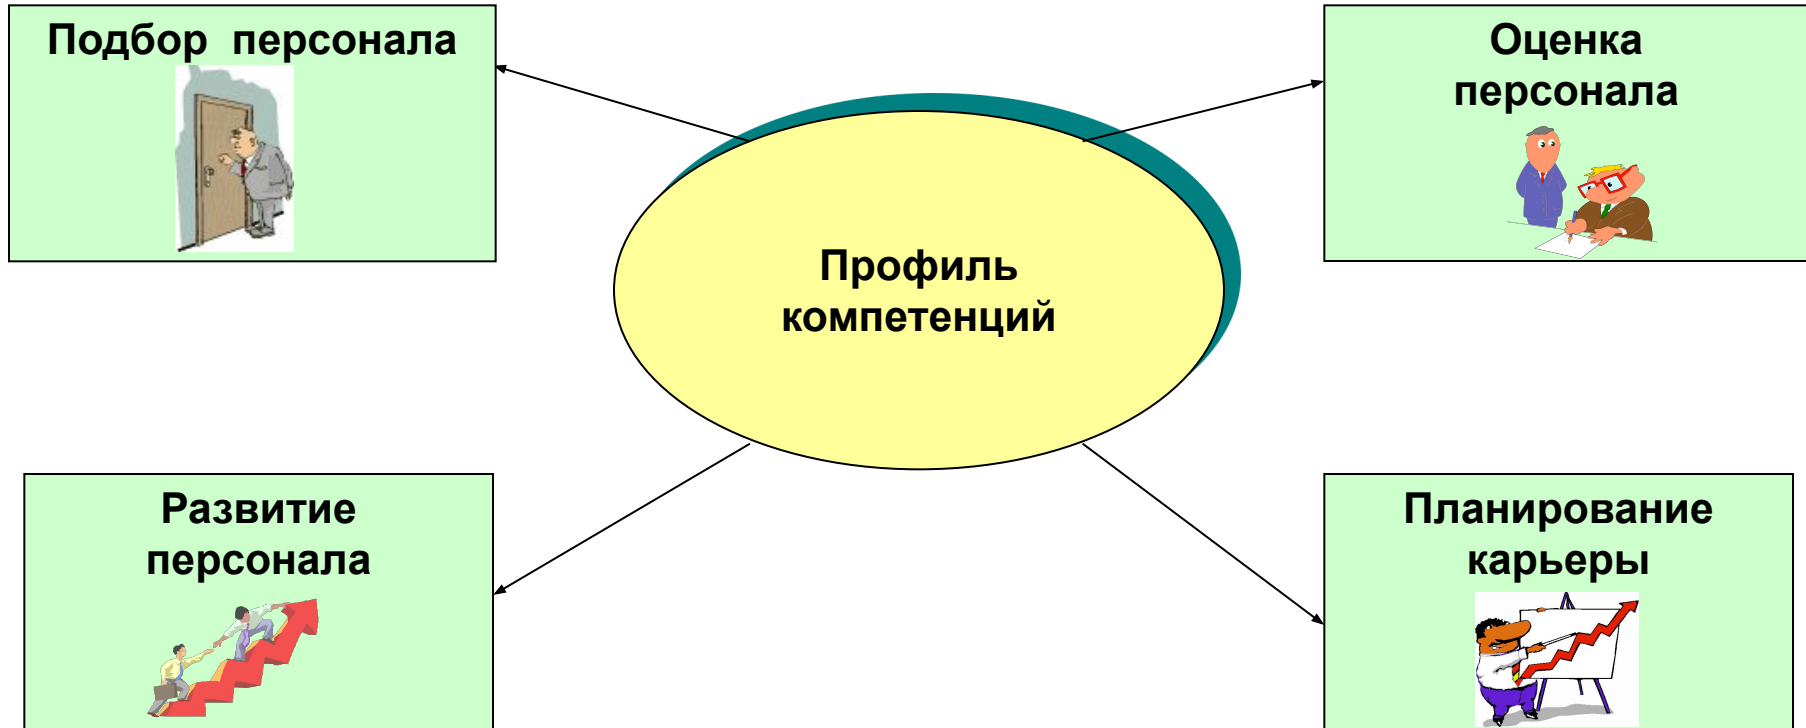 Подбор персонала
Оценка
персонала
Профиль
компетенций
Развитие
персонала
Планирование
карьеры